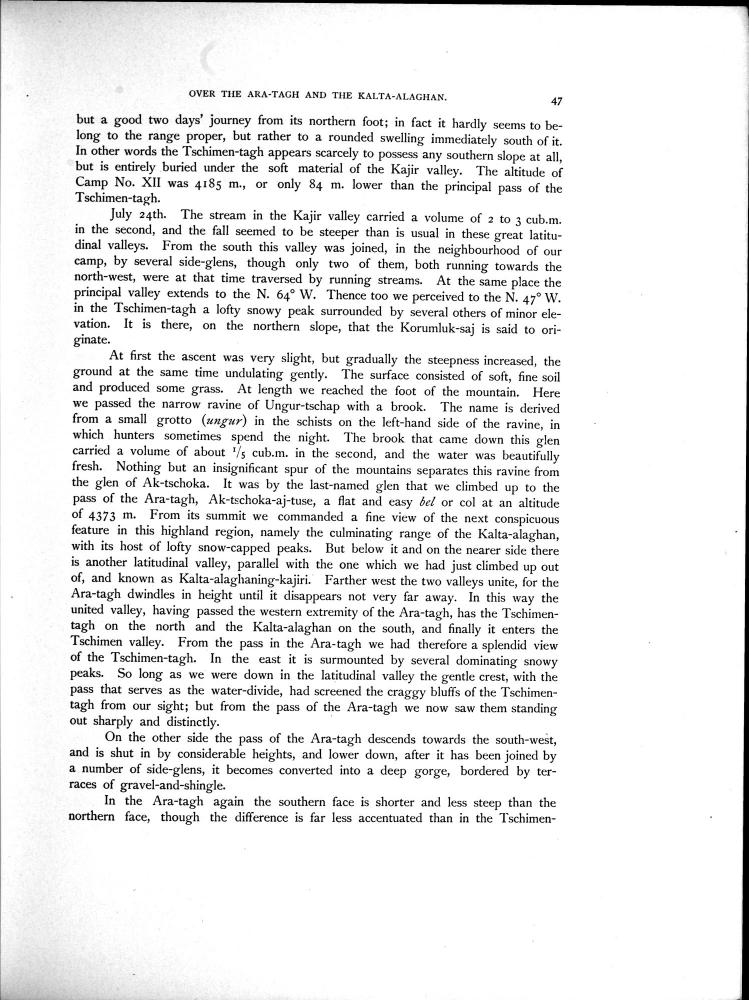 OVER THE ARA-TAGH AND THE KALTA-ALAGHAN.
47
but a good two days' journey from its northern foot; in fact it hardly seems to be-
long to the range proper, but rather to a rounded swelling immediately south of it.
In other words the Tschimen-tagh appears scarcely to possess any southern slope at all,
but is entirely buried under the soft material of the Kajir valley. The altitude of
Camp No. XII was 4185 m., or only 84 m. lower than the principal pass of the
Tschimen-tagh.
July 24th. The stream in the Kajir valley carried a volume of 2 to 3 cub.m.
in the second, and the fall seemed to be steeper than is usual in these great latitu-
dinal valleys. From the south this valley was joined, in the neighbourhood of our
camp, by several side-glens, though only two of them, both running towards the
north-west, were at that time traversed by running streams. At the same place the
principal valley extends to the N. 64° W. Thence too we perceived to the N. 47° W.
in the Tschimen-tagh a lofty snowy peak surrounded by several others of minor ele-
vation. It is there, on the northern slope, that the Korumluk-saj is said to ori-
ginate.
At first the ascent was very slight, but gradually the steepness increased, the
ground at the same time undulating gently. The surface consisted of soft, fine soil
and produced some grass. At length we reached the foot of the mountain. Here
we passed the narrow ravine of Ungur-tschap with a brook. The name is derived
from a small grotto (ungur) in the schists on the left-hand side of the ravine, in
which hunters sometimes spend the night. The brook that came down this glen
carried a volume of about 1/5 cub.m. in the second, and the water was beautifully
fresh. Nothing but an insignificant spur of the mountains separates this ravine from
the glen of Ak-tschoka. It was by the last-named glen that we climbed up to the
pass of the Ara-tagh, Ak-tschoka-aj-tuse, a flat and easy bel or col at an altitude
of 4373 m. From its summit we commanded a fine view of the next conspicuous
feature in this highland region, namely the culminating range of the Kalta-alaghan,
with its host of lofty snow-capped peaks. But below it and on the nearer side there
is another latitudinal valley, parallel with the one which we had just climbed up out
of, and known as Kalta-alaghaning-kajiri. Farther west the two valleys unite, for the
Ara-tagh dwindles in height until it disappears not very far away. In this way the
united valley, having passed the western extremity of the Ara-tagh, has the Tschimen-
tagh on the north and the Kalta-alaghan on the south, and finally it enters the
Tschimen valley. From the pass in the Ara-tagh we had therefore a splendid view
of the Tschimen-tagh. In the east it is surmounted by several dominating snowy
peaks. So long as we were down in the latitudinal valley the gentle crest, with the
pass that serves as the water-divide, had screened the craggy bluffs of the Tschimen-
tagh from our sight; but from the pass of the Ara-tagh we now saw them standing
out sharply and distinctly.
On the other side the pass of the Ara-tagh descends towards the south-west,
and is shut in by considerable heights, and lower down, after it has been joined by
a number of side-glens, it becomes converted into a deep gorge, bordered by ter-
races of gravel-and-shingle.
In the Ara-tagh again the southern face is shorter and less steep than the
northern face, though the difference is far less accentuated than in the Tschimen-